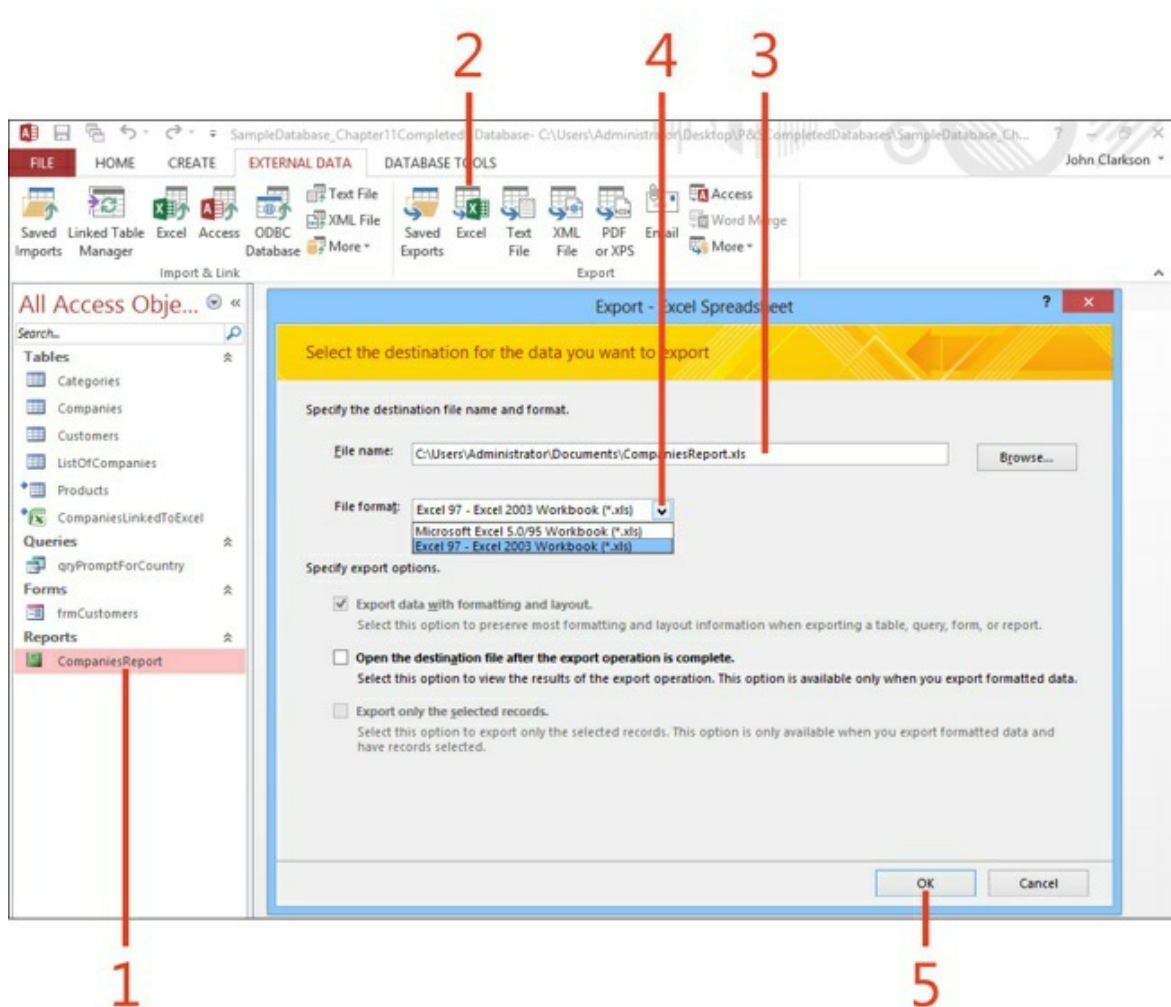 2 4 3
SampleDatabase_Chapter11Completed : Database- C:\Users\Administrator\Desktop\P&SCompletedDatabases\SampleDatabase_Ch...
FILE HOME CREATE EXTERNAL DATA DATABASE TOOLS John Clarkson
Saved Imports
Linked Table Manager
Excel
Access
ODBC Database
Text File
XML File
More
Import & Link
Saved Exports
Excel
Text File
XML File
PDF or XPS
Email
Access
Word Merge
More
Export
All Access Obje...
Search...
Tables
Categories
Companies
Customers
ListOfCompanies
Products
CompaniesLinkedToExcel
Queries
qryPromptForCountry
Forms
frmCustomers
Reports
CompaniesReport
Export - Excel Spreadsheet
Select the destination for the data you want to export
Specify the destination file name and format.
File name: C:\Users\Administrator\Documents\CompaniesReport.xls Browse...
File format: Excel 97 - Excel 2003 Workbook (*.xls)
Microsoft Excel 5.0/95 Workbook (*.xls)
Excel 97 - Excel 2003 Workbook (*.xls)
Specify export options.
Export data with formatting and layout.
Select this option to preserve most formatting and layout information when exporting a table, query, form, or report.
Open the destination file after the export operation is complete.
Select this option to view the results of the export operation. This option is available only when you export formatted data.
Export only the selected records.
Select this option to export only the selected records. This option is only available when you export formatted data and
have records selected.
OK Cancel
1 5